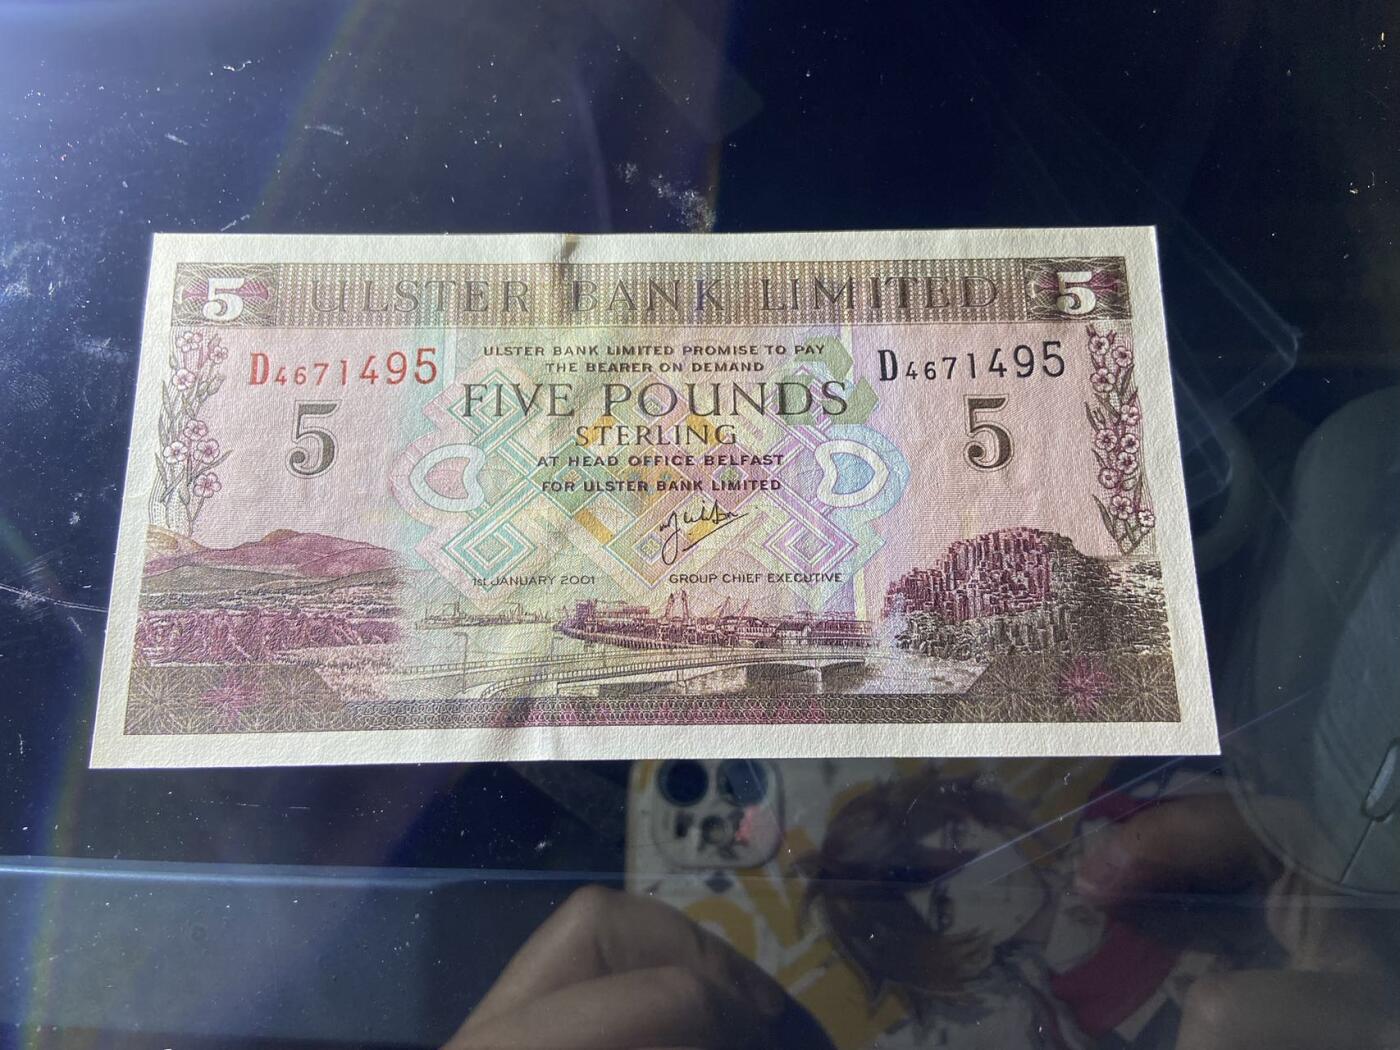 5 ULSTER BANK LIMITED 5
D4671495
ULSTER BANK LIMITED PROMISE TO PAY
THE BEARER ON DEMAND
D4671495
FIVE POUNDS
5
STERLING
5
AT HEAD OFFICE BELFAST
FOR ULSTER BANK LIMITED
1st JANUARY 2001
GROUP CHIEF EXECUTIVE